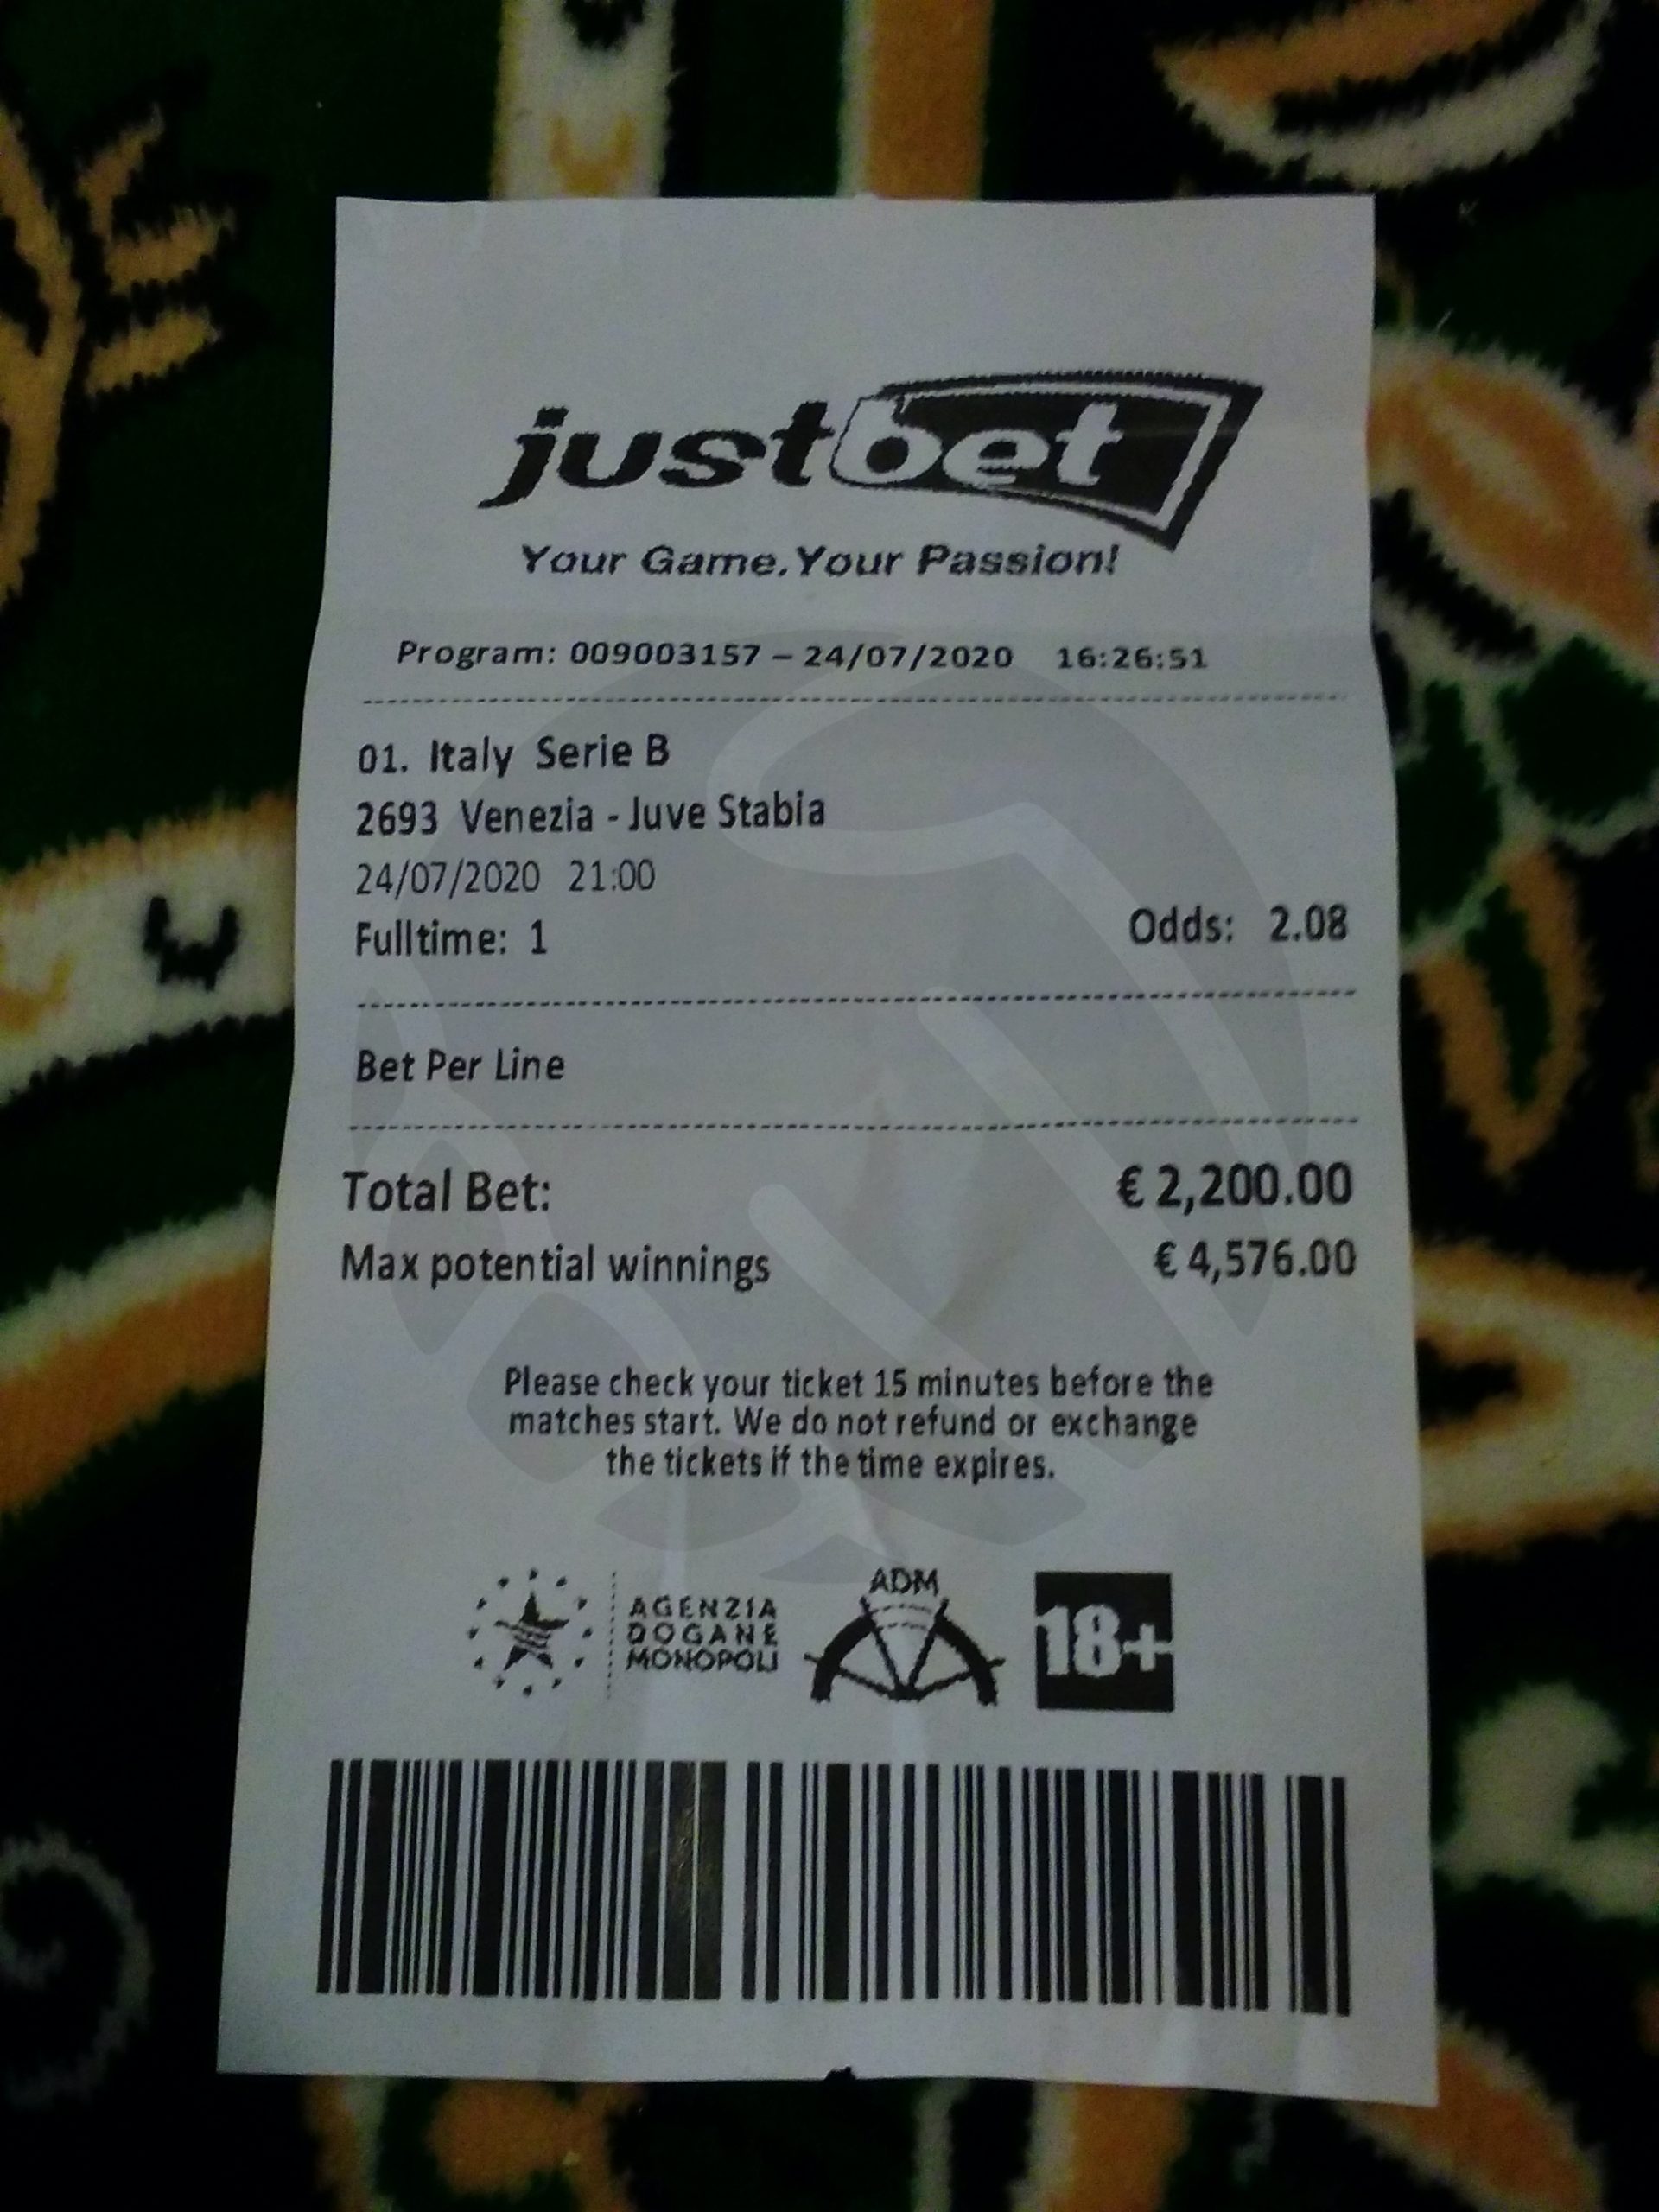 justbet
Your Game.Your Passion!
Program: 009003157 – 24/07/2020 16:26:51
01. Italy Serie B
2693 Venezia - Juve Stabia
24/07/2020 21:00
Fulltime: 1 Odds: 2.08
Bet Per Line
Total Bet: € 2,200.00
Max potential winnings € 4,576.00
Please check your ticket 15 minutes before the
matches start. We do not refund or exchange
the tickets if the time expires.
AGENZIA
DOGANE
MONOPOLI
ADM
18+